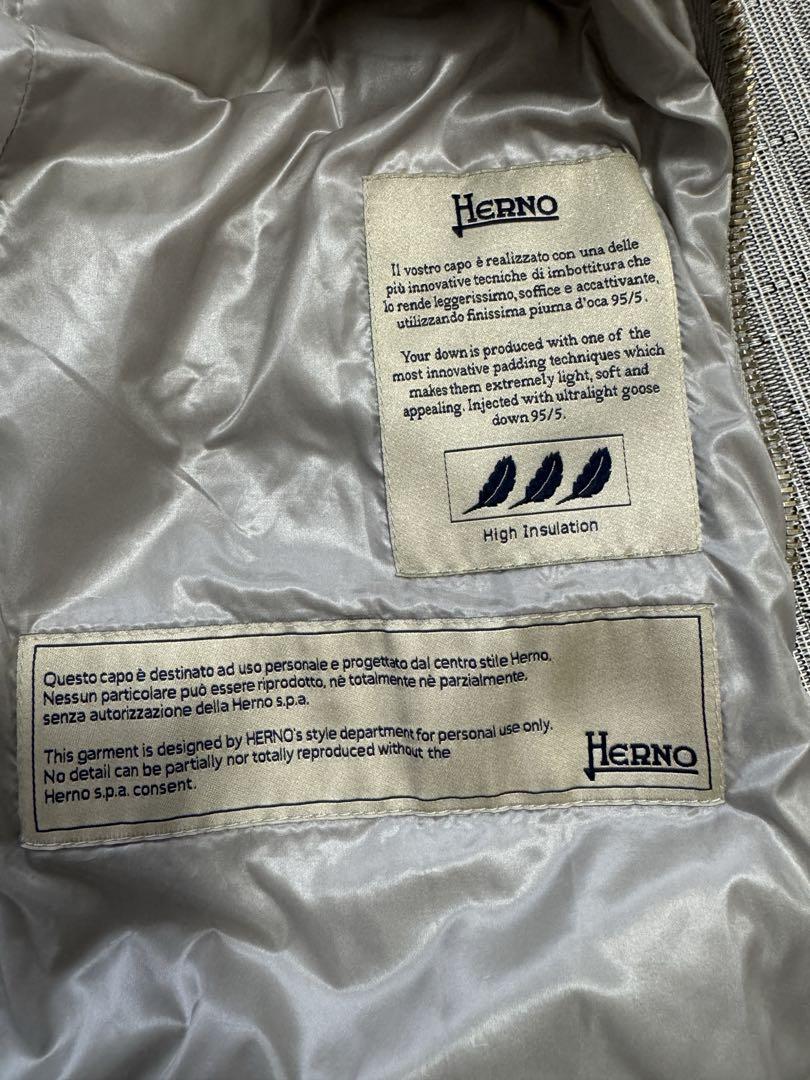 HERNO
Il vostro capo è realizzato con una delle
più innovative tecniche di imbottitura che
lo rende leggerissimo, soffice e accattivante,
utilizzando finissima piuma d'oca 95/5.
Your down is produced with one of the
most innovative padding techniques which
makes them extremely light, soft and
appealing. Injected with ultralight goose
down 95/5.
High Insulation
Questo capo è destinato ad uso personale e progettato dal centro stile Herno.
Nessun particolare può essere riprodotto, nè totalmente nè parzialmente,
senza autorizzazione della Herno s.p.a.
This garment is designed by HERNO's style department for personal use only.
No detail can be partially nor totally reproduced without the
Herno s.p.a. consent.
HERNO